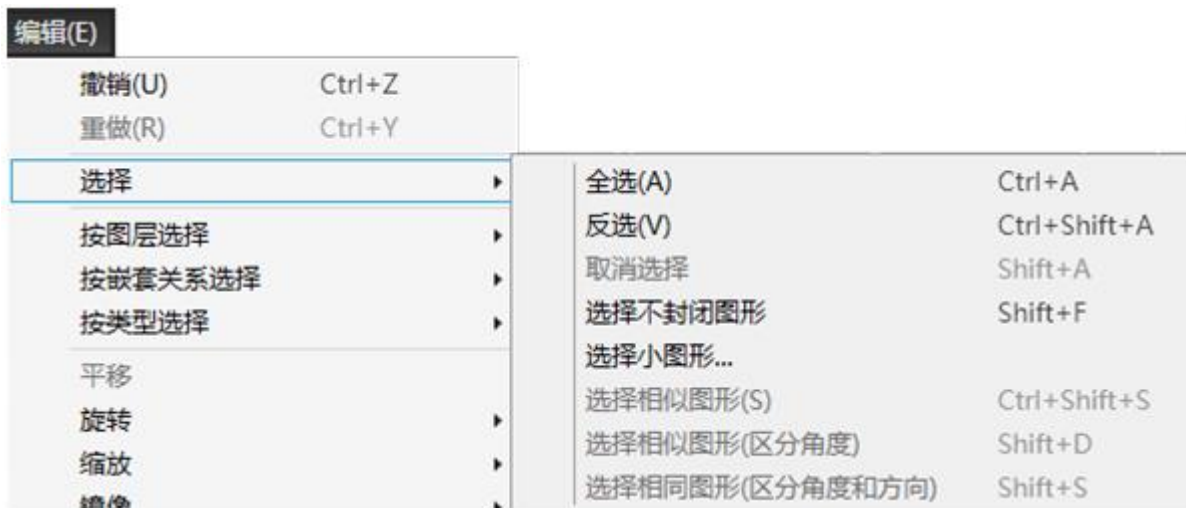 编辑(E)
撤销(U) Ctrl+Z
重做(R) Ctrl+Y
选择
按图层选择
按嵌套关系选择
按类型选择
平移
旋转
缩放
镜像
全选(A) Ctrl+A
反选(V) Ctrl+Shift+A
取消选择 Shift+A
选择不封闭图形 Shift+F
选择小图形...
选择相似图形(S) Ctrl+Shift+S
选择相似图形(区分角度) Shift+D
选择相同图形(区分角度和方向) Shift+S